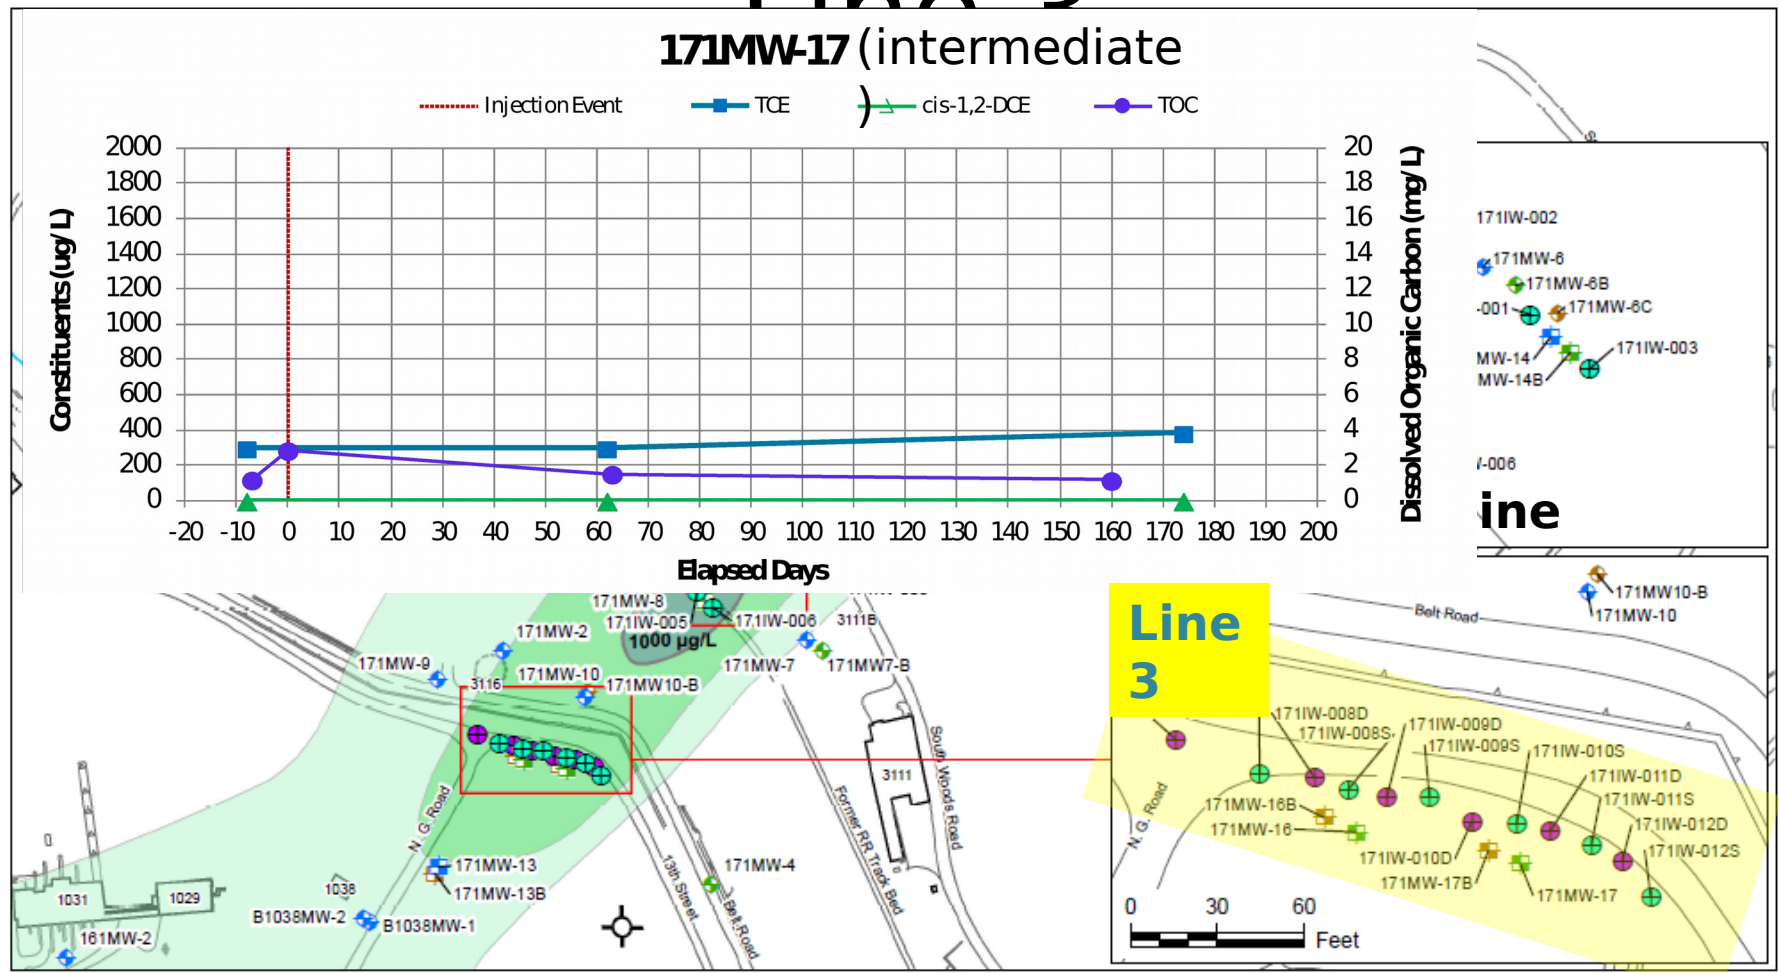 Line 3
171MW-17 (intermediate
)
Injection Event
TCE
cis-1,2-DCE
TOC
2000
1800
1600
1400
1200
1000
800
600
400
200
0
20
18
16
14
12
10
8
6
4
2
0
Constituents (ug/L)
Dissolved Organic Carbon (mg/L)
-20 -10 0 10 20 30 40 50 60 70 80 90 100 110 120 130 140 150 160 170 180 190 200
Elapsed Days
171IW-002
171MW-6
171MW-6B
-001
171MW-6C
MW-14
171IW-003
MW-14B
-006
ine
171MW10-B
171MW-10
Belt Road
Line
3
171MW-8
171IW-005
171IW-006
3111B
1000 µg/L
171MW-2
171MW-9
171MW-10
171MW10-B
3116
171MW-7
171MW7-B
South Woods Road
3111
N. G. Road
Former RR Track Bed
171MW-13
171MW-13B
171MW-4
13th Street
Belt Road
1038
1031
1029
B1038MW-2
B1038MW-1
161MW-2
171IW-008D
171IW-008S
171IW-009D
171IW-009S
171IW-010S
171IW-011D
171IW-011S
171IW-012D
171IW-012S
N. G. Road
171MW-16B
171MW-16
171IW-010D
171MW-17B
171MW-17
0 30 60
Feet